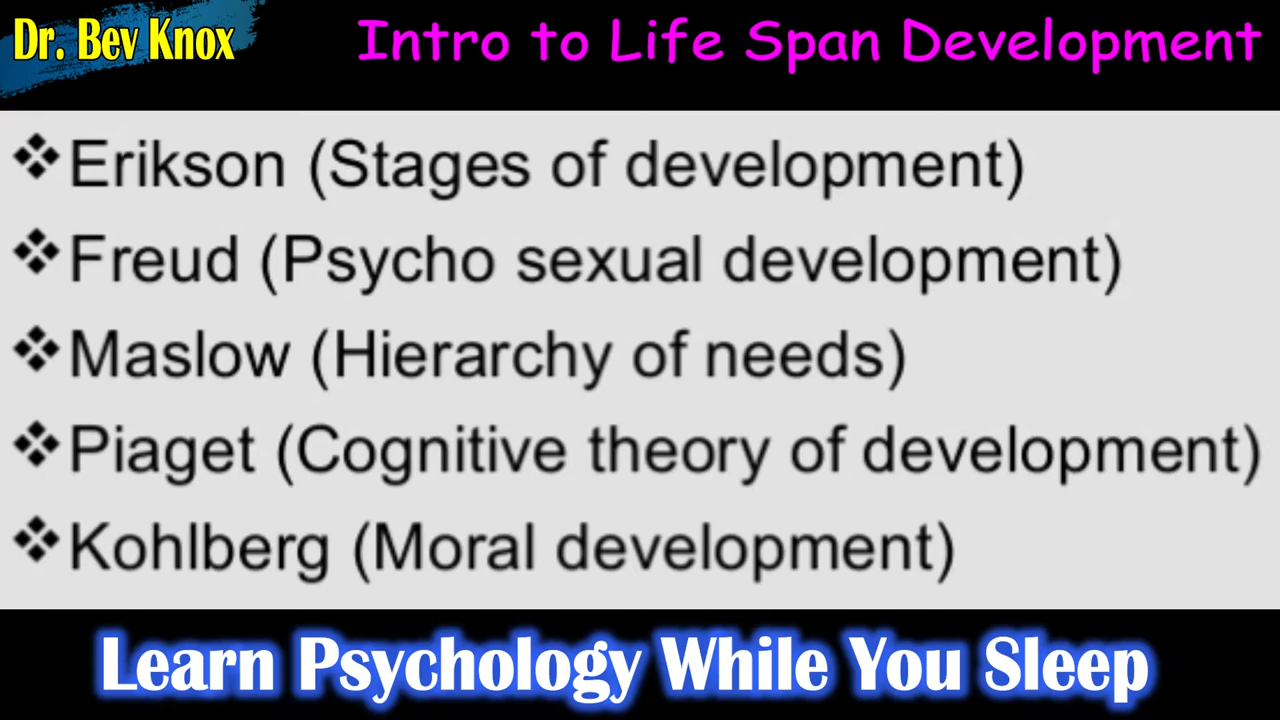 Dr. Bev Knox
Intro to Life Span Development
❖Erikson (Stages of development)
❖Freud (Psycho sexual development)
❖Maslow (Hierarchy of needs)
❖Piaget (Cognitive theory of development)
❖Kohlberg (Moral development)
Learn Psychology While You Sleep